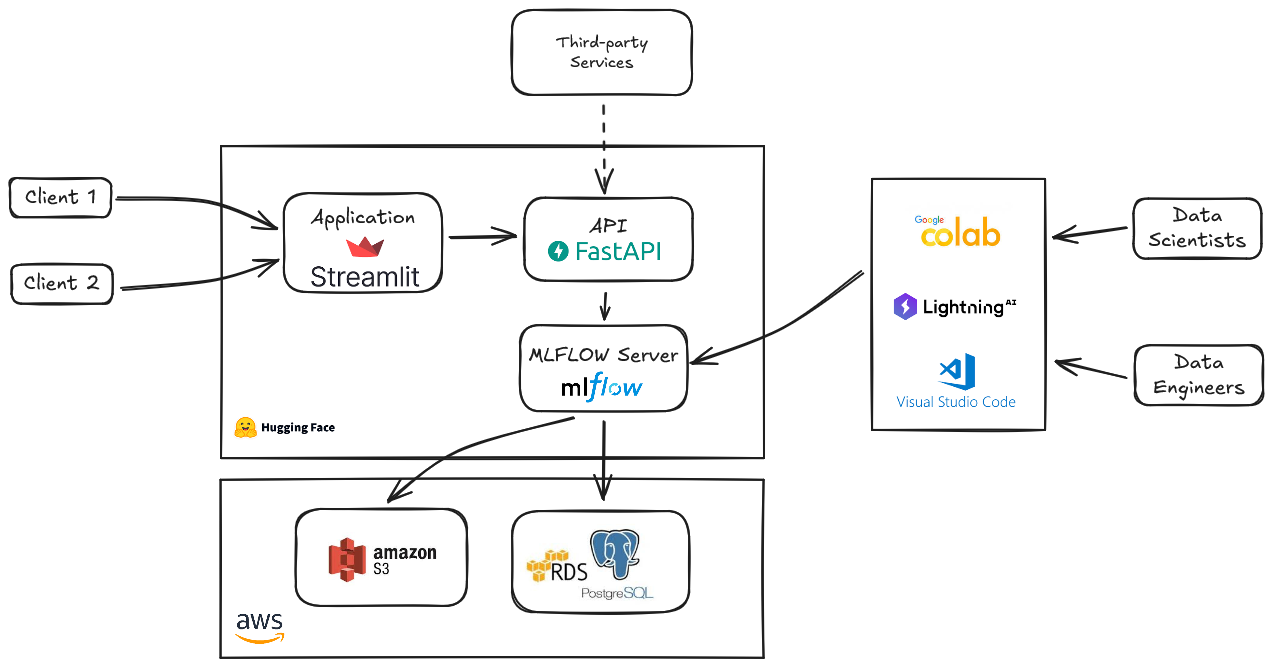 Third-party
Services
Client 1
Client 2
Application
Streamlit
API
FastAPI
MLFLOW Server
mlflow
Hugging Face
Google
colab
Lightning AI
Visual Studio Code
Data
Scientists
Data
Engineers
amazon
S3
RDS
PostgreSQL
aws